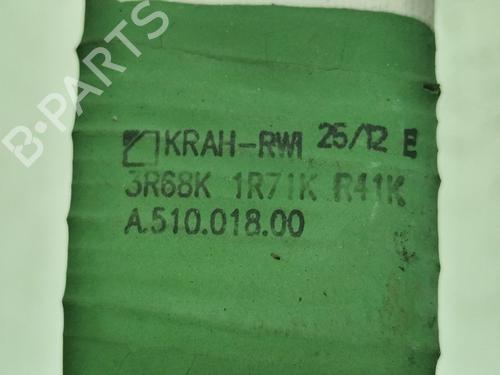 B-PARTS
KRAH-RWI 25/12 E
3R68K 1R71K R41K
A.510.018.00